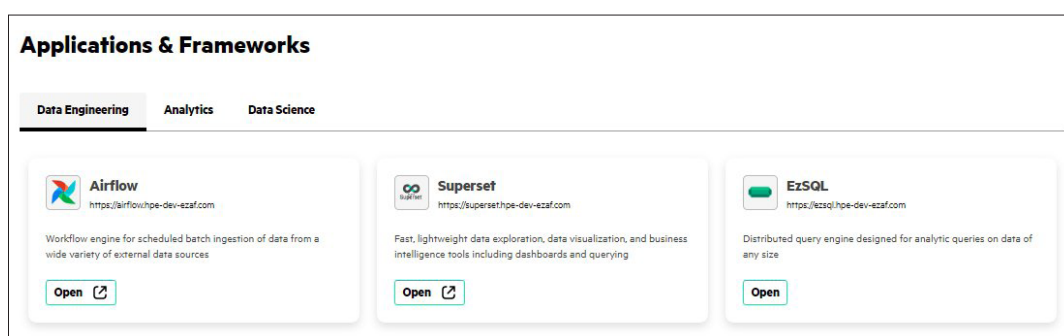 Applications & Frameworks
Data Engineering Analytics Data Science
Airflow
https://airflow.hpe-dev-ezaf.com
Workflow engine for scheduled batch ingestion of data from a
wide variety of external data sources
Open
Superset
Superset
https://superset.hpe-dev-ezaf.com
Fast, lightweight data exploration, data visualization, and business
intelligence tools including dashboards and querying
Open
EzSQL
https://ezsql.hpe-dev-ezaf.com
Distributed query engine designed for analytic queries on data of
any size
Open